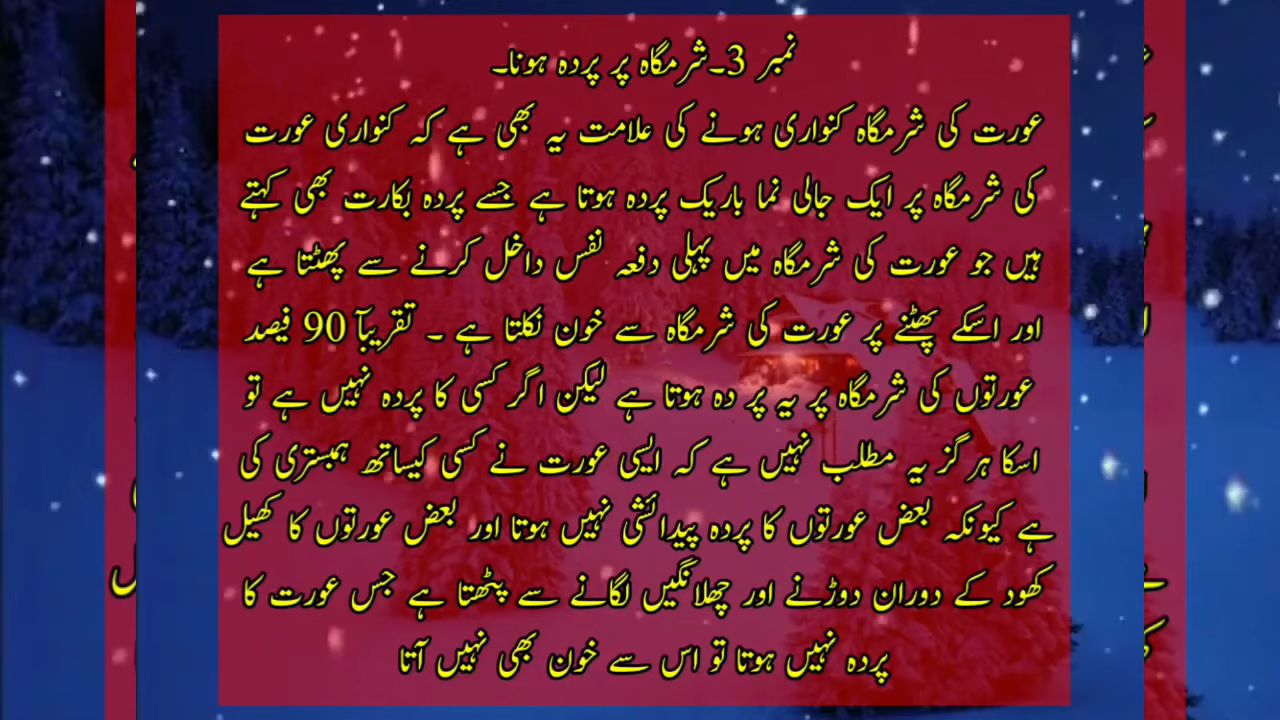 نمبر 3۔شرمگاہ پر پردہ ہونا۔
عورت کی شرمگاہ کنواری ہونے کی علامت یہ بھی ہے کہ کنواری عورت
کی شرمگاہ پر ایک جالی نما باریک پردہ ہوتا ہے جسے پردہ بکارت بھی کہتے
ہیں جو عورت کی شرمگاہ میں پہلی دفعہ نفس داخل کرنے سے پھٹتا ہے
اور اسکے پھٹنے پر عورت کی شرمگاہ سے خون نکلتا ہے ۔ تقریباً 90 فیصد
عورتوں کی شرمگاہ پر یہ پر دہ ہوتا ہے لیکن اگر کسی کا پردہ نہیں ہے تو
اسکا ہر گز یہ مطلب نہیں ہے کہ ایسی عورت نے کسی کیساتھ ہمبستری کی
ہے کیونکہ بعض عورتوں کا پردہ پیدائشی نہیں ہوتا اور بعض عورتوں کا کھیل
کھود کے دوران دوڑنے اور چھلانگیں لگانے سے پٹھتا ہے جس عورت کا
پردہ نہیں ہوتا تو اس سے خون بھی نہیں آتا